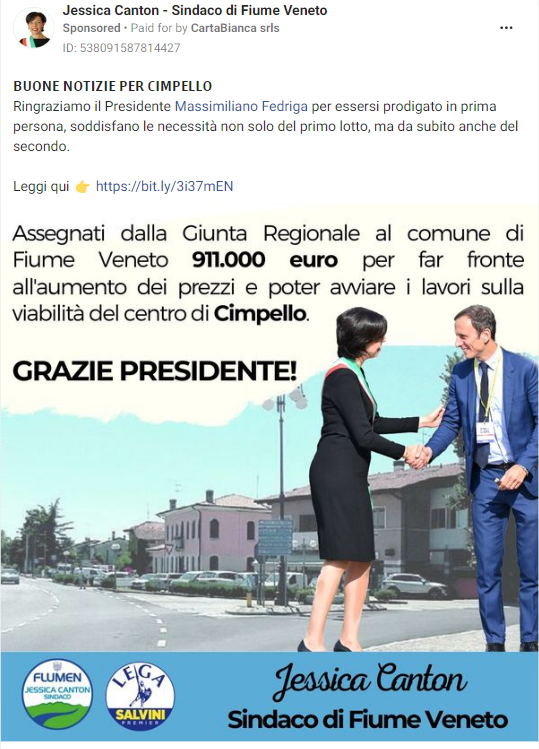 Jessica Canton - Sindaco di Fiume Veneto
Sponsored • Paid for by CartaBianca srls
ID: 538091587814427
BUONE NOTIZIE PER CIMPELLO
Ringraziamo il Presidente Massimiliano Fedriga per essersi prodigato in prima
persona, soddisfano le necessità non solo del primo lotto, ma da subito anche del
secondo.
Leggi qui 👉 https://bit.ly/3i37mEN
Assegnati dalla Giunta Regionale al comune di
Fiume Veneto 911.000 euro per far fronte
all'aumento dei prezzi e poter avviare i lavori sulla
viabilità del centro di Cimpello.
GRAZIE PRESIDENTE!
FLUMEN
JESSICA CANTON
SINDACO
LEGA
SALVINI
PREMIER
Jessica Canton
Sindaco di Fiume Veneto